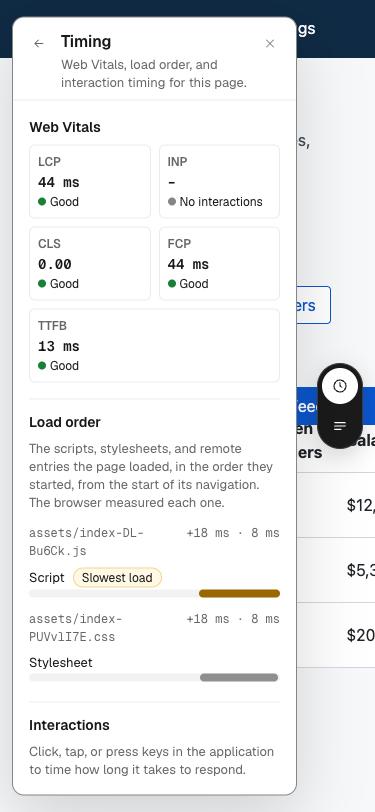 Timing
Web Vitals, load order, and
interaction timing for this page.
Web Vitals
LCP
44 ms
Good
INP
–
No interactions
CLS
0.00
Good
FCP
44 ms
Good
TTFB
13 ms
Good
Load order
The scripts, stylesheets, and remote
entries the page loaded, in the order they
started, from the start of its navigation.
The browser measured each one.
assets/index-DL-
Bu6Ck.js
+18 ms · 8 ms
Script Slowest load
assets/index-
PUVvlI7E.css
+18 ms · 8 ms
Stylesheet
Interactions
Click, tap, or press keys in the application
to time how long it takes to respond.
$12,
$5,3
$20